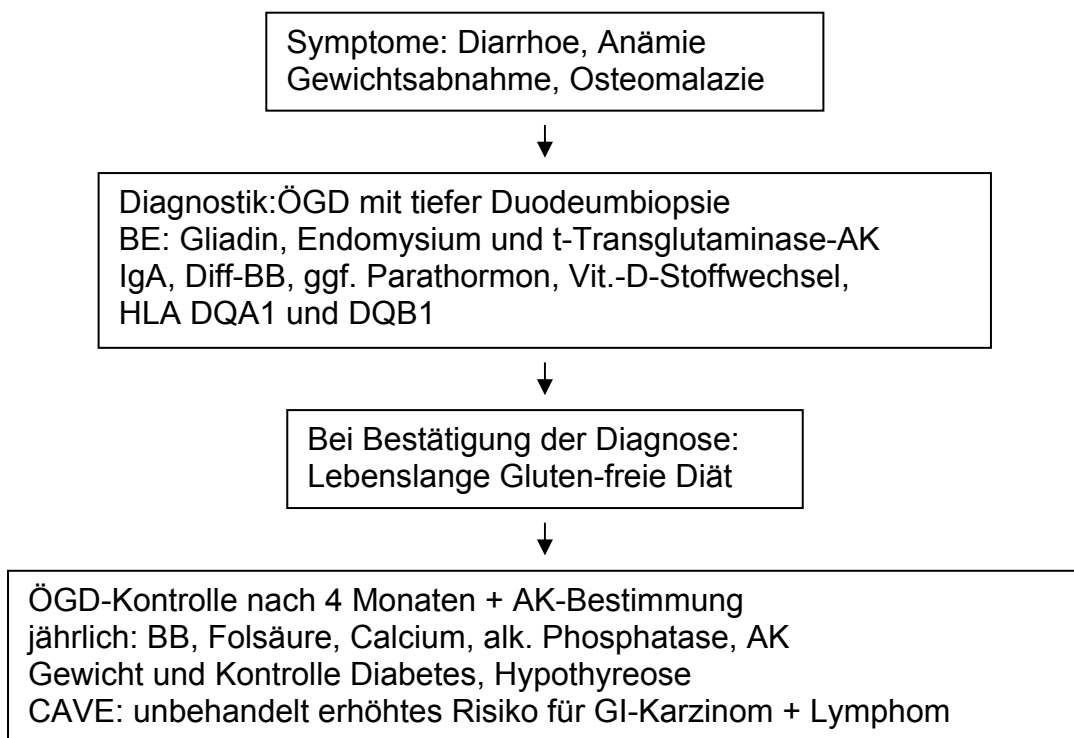 Symptome: Diarrhoe, Anämie
Gewichtsabnahme, Osteomalazie
Diagnostik:ÖGD mit tiefer Duodeumbiopsie
BE: Gliadin, Endomysium und t-Transglutaminase-AK
IgA, Diff-BB, ggf. Parathormon, Vit.-D-Stoffwechsel,
HLA DQA1 und DQB1
Bei Bestätigung der Diagnose:
Lebenslange Gluten-freie Diät
ÖGD-Kontrolle nach 4 Monaten + AK-Bestimmung
jährlich: BB, Folsäure, Calcium, alk. Phosphatase, AK
Gewicht und Kontrolle Diabetes, Hypothyreose
CAVE: unbehandelt erhöhtes Risiko für GI-Karzinom + Lymphom